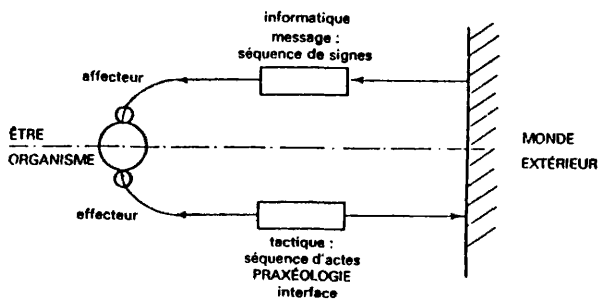 informatique
message :
séquence de signes
affecteur
ÊTRE
ORGANISME
MONDE
EXTÉRIEUR
effecteur
tactique :
séquence d'actes
PRAXÉOLOGIE
interface